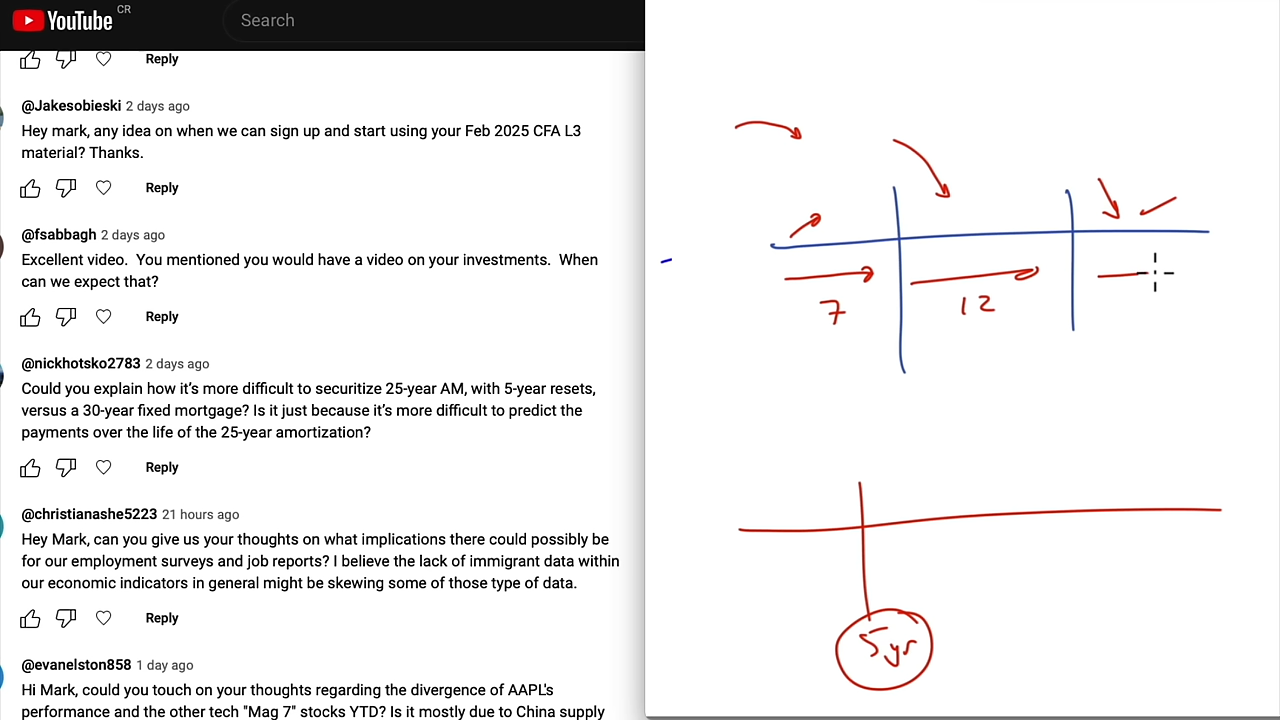 YouTube CR
Search
Reply
@Jakesobieski 2 days ago
Hey mark, any idea on when we can sign up and start using your Feb 2025 CFA L3
material? Thanks.
Reply
@fsabbagh 2 days ago
Excellent video. You mentioned you would have a video on your investments. When
can we expect that?
Reply
@nickhotsko2783 2 days ago
Could you explain how it's more difficult to securitize 25-year AM, with 5-year resets,
versus a 30-year fixed mortgage? Is it just because it's more difficult to predict the
payments over the life of the 25-year amortization?
Reply
@christianashe5223 21 hours ago
Hey Mark, can you give us your thoughts on what implications there could possibly be
for our employment surveys and job reports? I believe the lack of immigrant data within
our economic indicators in general might be skewing some of those type of data.
Reply
@evanelston858 1 day ago
Hi Mark, could you touch on your thoughts regarding the divergence of AAPL's
performance and the other tech "Mag 7" stocks YTD? Is it mostly due to China supply
7
12
5 yr